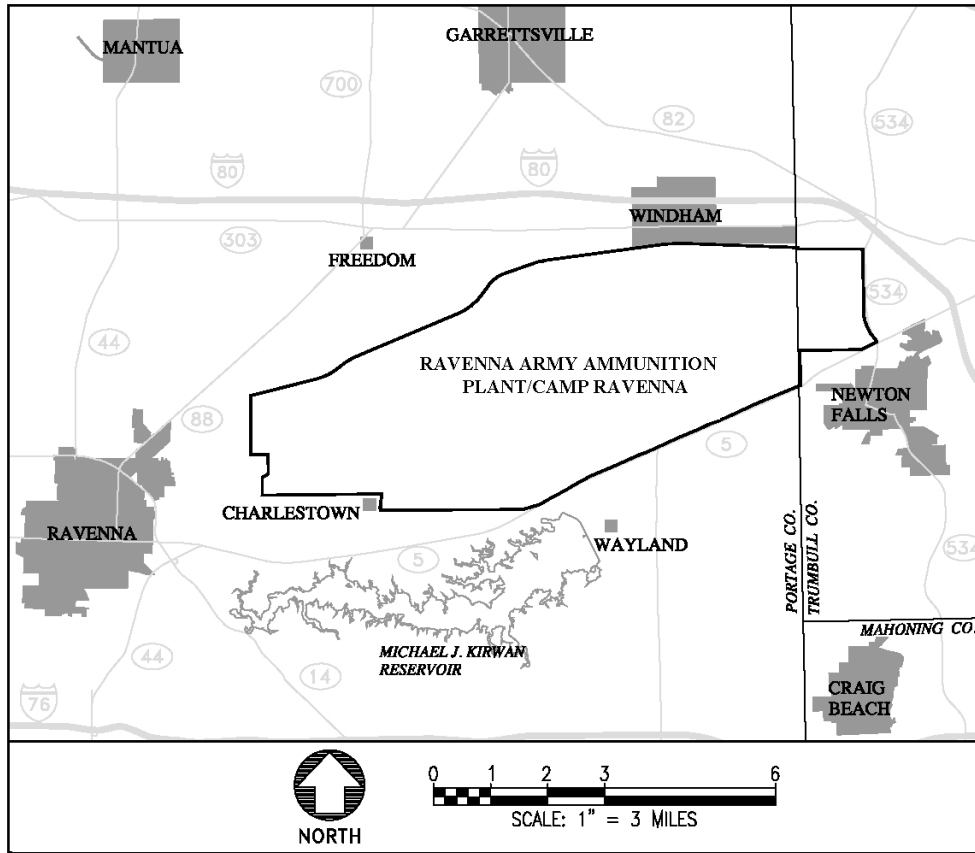 MANTUA
GARRETTSVILLE
700
82
534
80
80
WINDHAM
303
FREEDOM
534
44
RAVENNA ARMY AMMUNITION
PLANT/CAMP RAVENNA
NEWTON
FALLS
88
5
CHARLESTOWN
RAVENNA
WAYLAND
5
PORTAGE CO.
TRUMBULL CO.
534
MAHONING CO.
44
MICHAEL J. KIRWAN
RESERVOIR
14
76
CRAIG
BEACH
0 1 2 3 6
SCALE: 1" = 3 MILES
NORTH